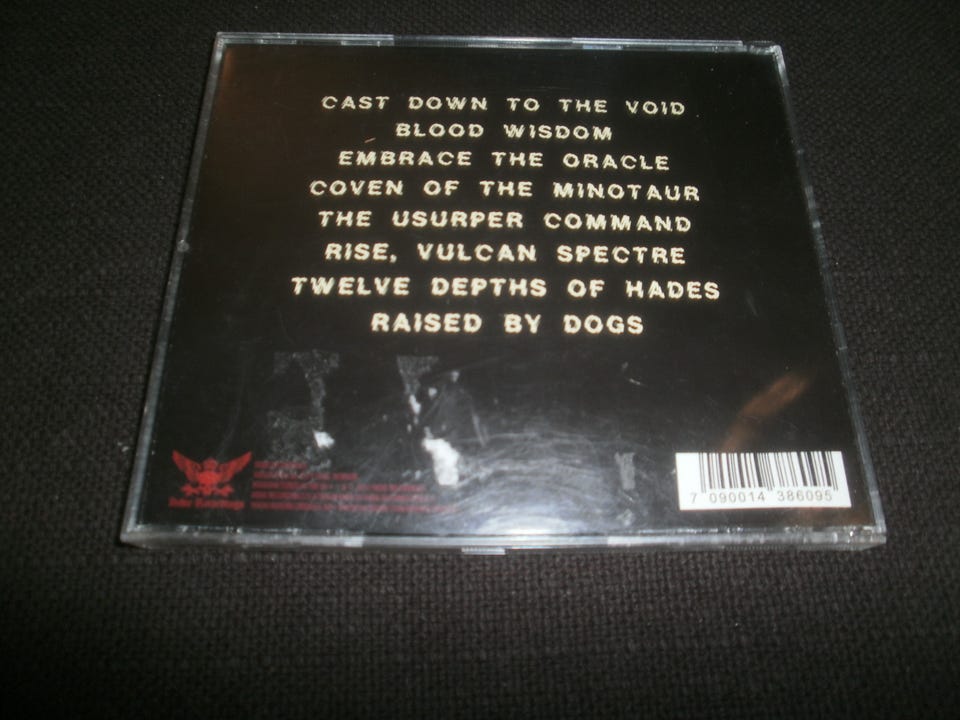 CAST DOWN TO THE VOID
BLOOD WISDOM
EMBRACE THE ORACLE
COVEN OF THE MINOTAUR
THE USURPER COMMAND
RISE, VULCAN SPECTRE
TWELVE DEPTHS OF HADES
RAISED BY DOGS
7 090014 386095